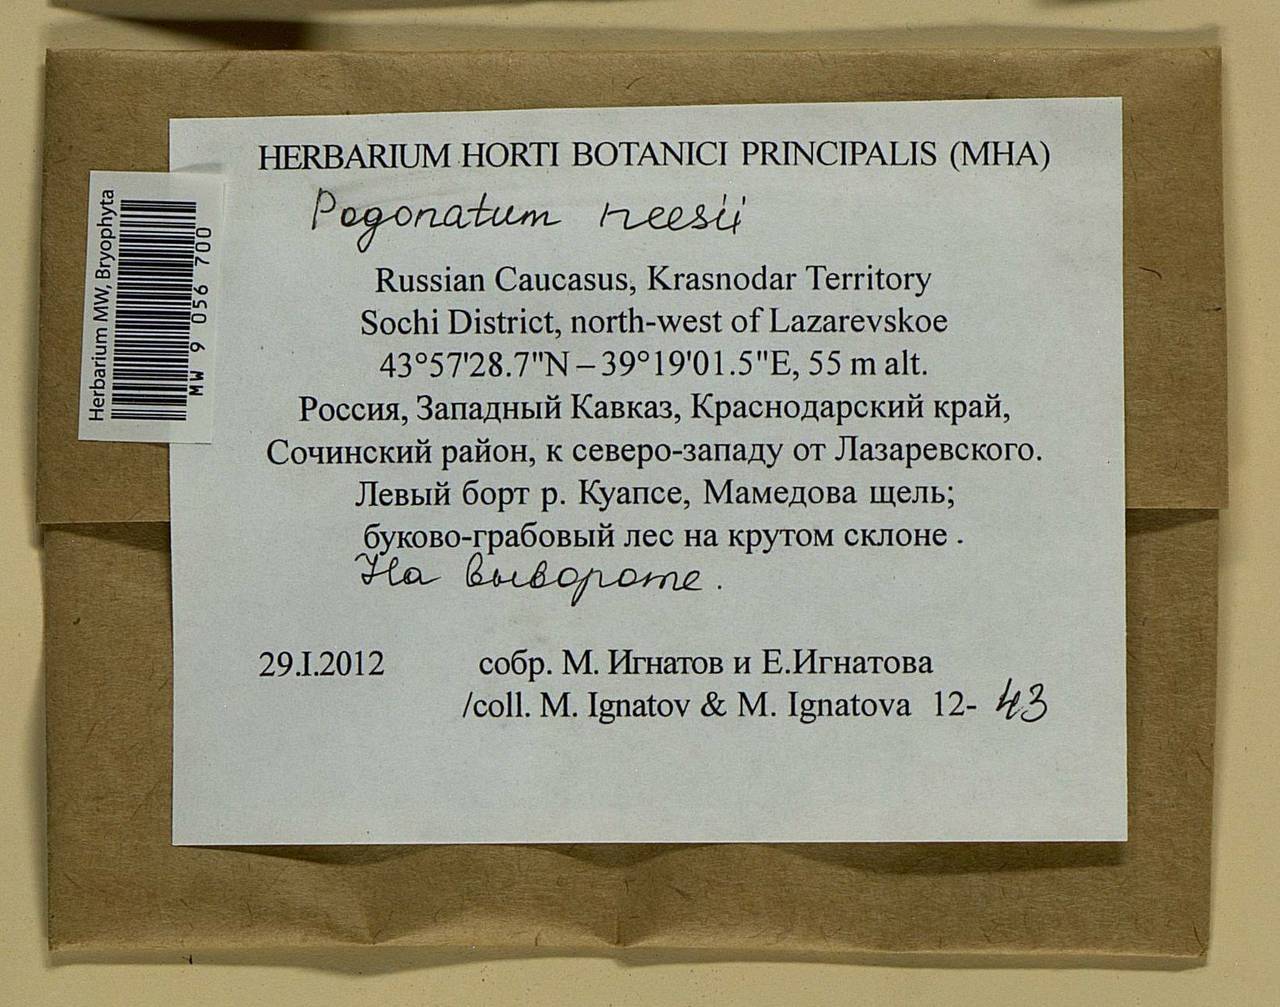 HERBARIUM HORTI BOTANICI PRINCIPALIS (MHA)
Pogonatum neesii
Russian Caucasus, Krasnodar Territory
Sochi District, north-west of Lazarevskoe
43°57'28.7"N – 39°19'01.5"E, 55 m alt.
Россия, Западный Кавказ, Краснодарский край,
Сочинский район, к северо-западу от Лазаревского.
Левый борт р. Куапсе, Мамедова щель;
буково-грабовый лес на крутом склоне .
На вывороте.
29.I.2012 собр. М. Игнатов и Е.Игнатова
/coll. M. Ignatov & M. Ignatova 12- 43
Herbarium MW, Bryophyta
MW 9 056 700